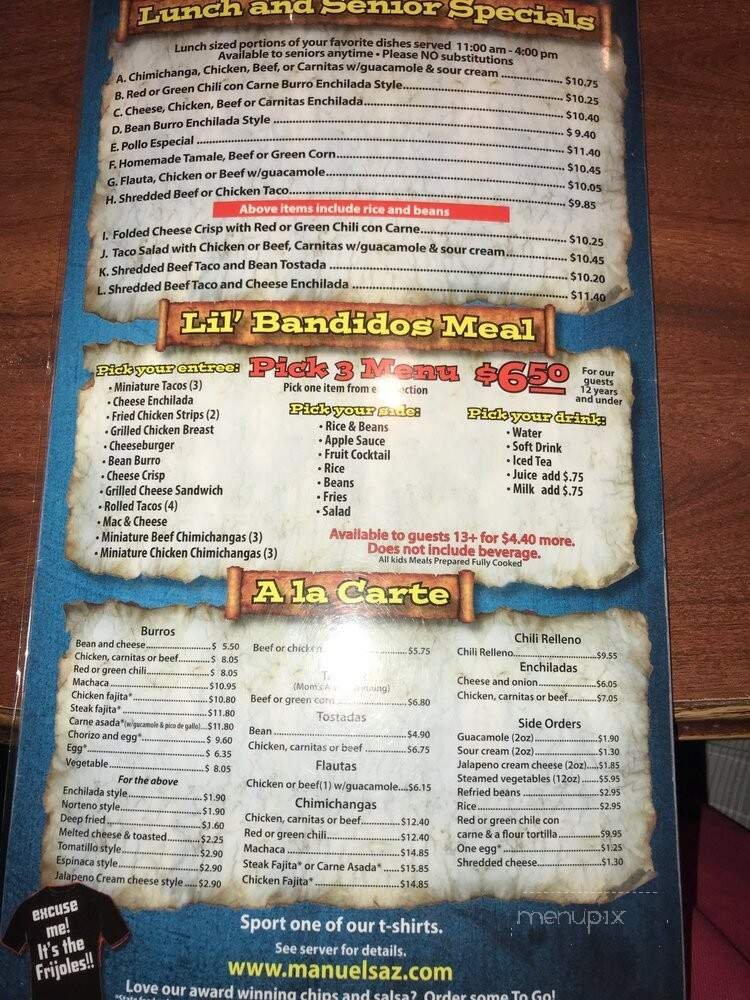 Lunch and Senior Specials
Lunch sized portions of your favorite dishes served 11:00 am - 4:00 pm
Available to seniors anytime • Please NO substitutions
A. Chimichanga, Chicken, Beef, or Carnitas w/guacamole & sour cream ........ $10.75
B. Red or Green Chili con Carne Burro Enchilada Style........ $10.25
C. Cheese, Chicken, Beef or Carnitas Enchilada........ $10.40
D. Bean Burro Enchilada Style ........ $ 9.40
E. Pollo Especial ........ $11.40
F. Homemade Tamale, Beef or Green Corn........ $10.45
G. Flauta, Chicken or Beef w/guacamole........ $10.05
H. Shredded Beef or Chicken Taco........ $9.85
Above items include rice and beans
I. Folded Cheese Crisp with Red or Green Chili con Carne........ $10.25
J. Taco Salad with Chicken or Beef, Carnitas w/guacamole & sour cream........ $10.45
K. Shredded Beef Taco and Bean Tostada ........ $10.20
L. Shredded Beef Taco and Cheese Enchilada ........ $11.40
Lil' Bandidos Meal
Pick 3 Menu $6.50
Pick one item from
For our
guests
12 years
and under
Pick your entree:
• Miniature Tacos (3)
• Cheese Enchilada
• Fried Chicken Strips (2)
• Grilled Chicken Breast
• Cheeseburger
• Bean Burro
• Cheese Crisp
• Grilled Cheese Sandwich
• Rolled Tacos (4)
• Mac & Cheese
• Miniature Beef Chimichangas (3)
• Miniature Chicken Chimichangas (3)
Pick your side:
• Rice & Beans
• Apple Sauce
• Fruit Cocktail
• Rice
• Beans
• Fries
• Salad
Pick your drink:
• Water
• Soft Drink
• Iced Tea
• Juice add $.75
• Milk add $.75
Available to guests 13+ for $4.40 more.
Does not include beverage.
All kids Meals Prepared Fully Cooked
A la Carte
Burros
Bean and cheese........$ 5.50
Chicken, carnitas or beef........$ 8.05
Red or green chili........$ 8.05
Machaca ........$10.95
Chicken fajita*........$10.80
Steak fajita*........$11.80
Carne asada*(w/gucamole & pico de gallo)...$11.80
Chorizo and egg*........$ 9.60
Egg*........$ 6.35
Vegetable........$ 8.05
For the above
Enchilada style........$1.90
Norteno style........$1.90
Deep fried........$1.60
Melted cheese & toasted........$2.25
Tomatillo style........$2.90
Espinaca style........$2.90
Jalapeno Cream cheese style .....$2.90
Beef or chicken........$5.75
(Mom's
Beef or green corn........$6.80
Tostadas
Bean ........$4.90
Chicken, carnitas or beef ........$6.75
Flautas
Chicken or beef(1) w/guacamole....$6.15
Chimichangas
Chicken, carnitas or beef........$12.40
Red or green chili........$12.40
Machaca ........$14.85
Steak Fajita* or Carne Asada* .....$15.85
Chicken Fajita*........$14.85
Chili Relleno
Chili Relleno........$9.55
Enchiladas
Cheese and onion........$6.05
Chicken, carnitas or beef........$7.05
Side Orders
Guacamole (2oz)........$1.90
Sour cream (2oz)........$1.30
Jalapeno cream cheese (2oz)....$1.85
Steamed vegetables (12oz) .....$5.95
Refried beans ........$2.95
Rice........$2.95
Red or green chile con
carne & a flour tortilla ........$9.95
One egg*........$1.25
Shredded cheese........$1.30
menupix
excuse
me!
It's the
Frijoles!!
Sport one of our t-shirts.
See server for details.
www.manuelsaz.com
Love our award winning chips and salsa? Order some To Go!